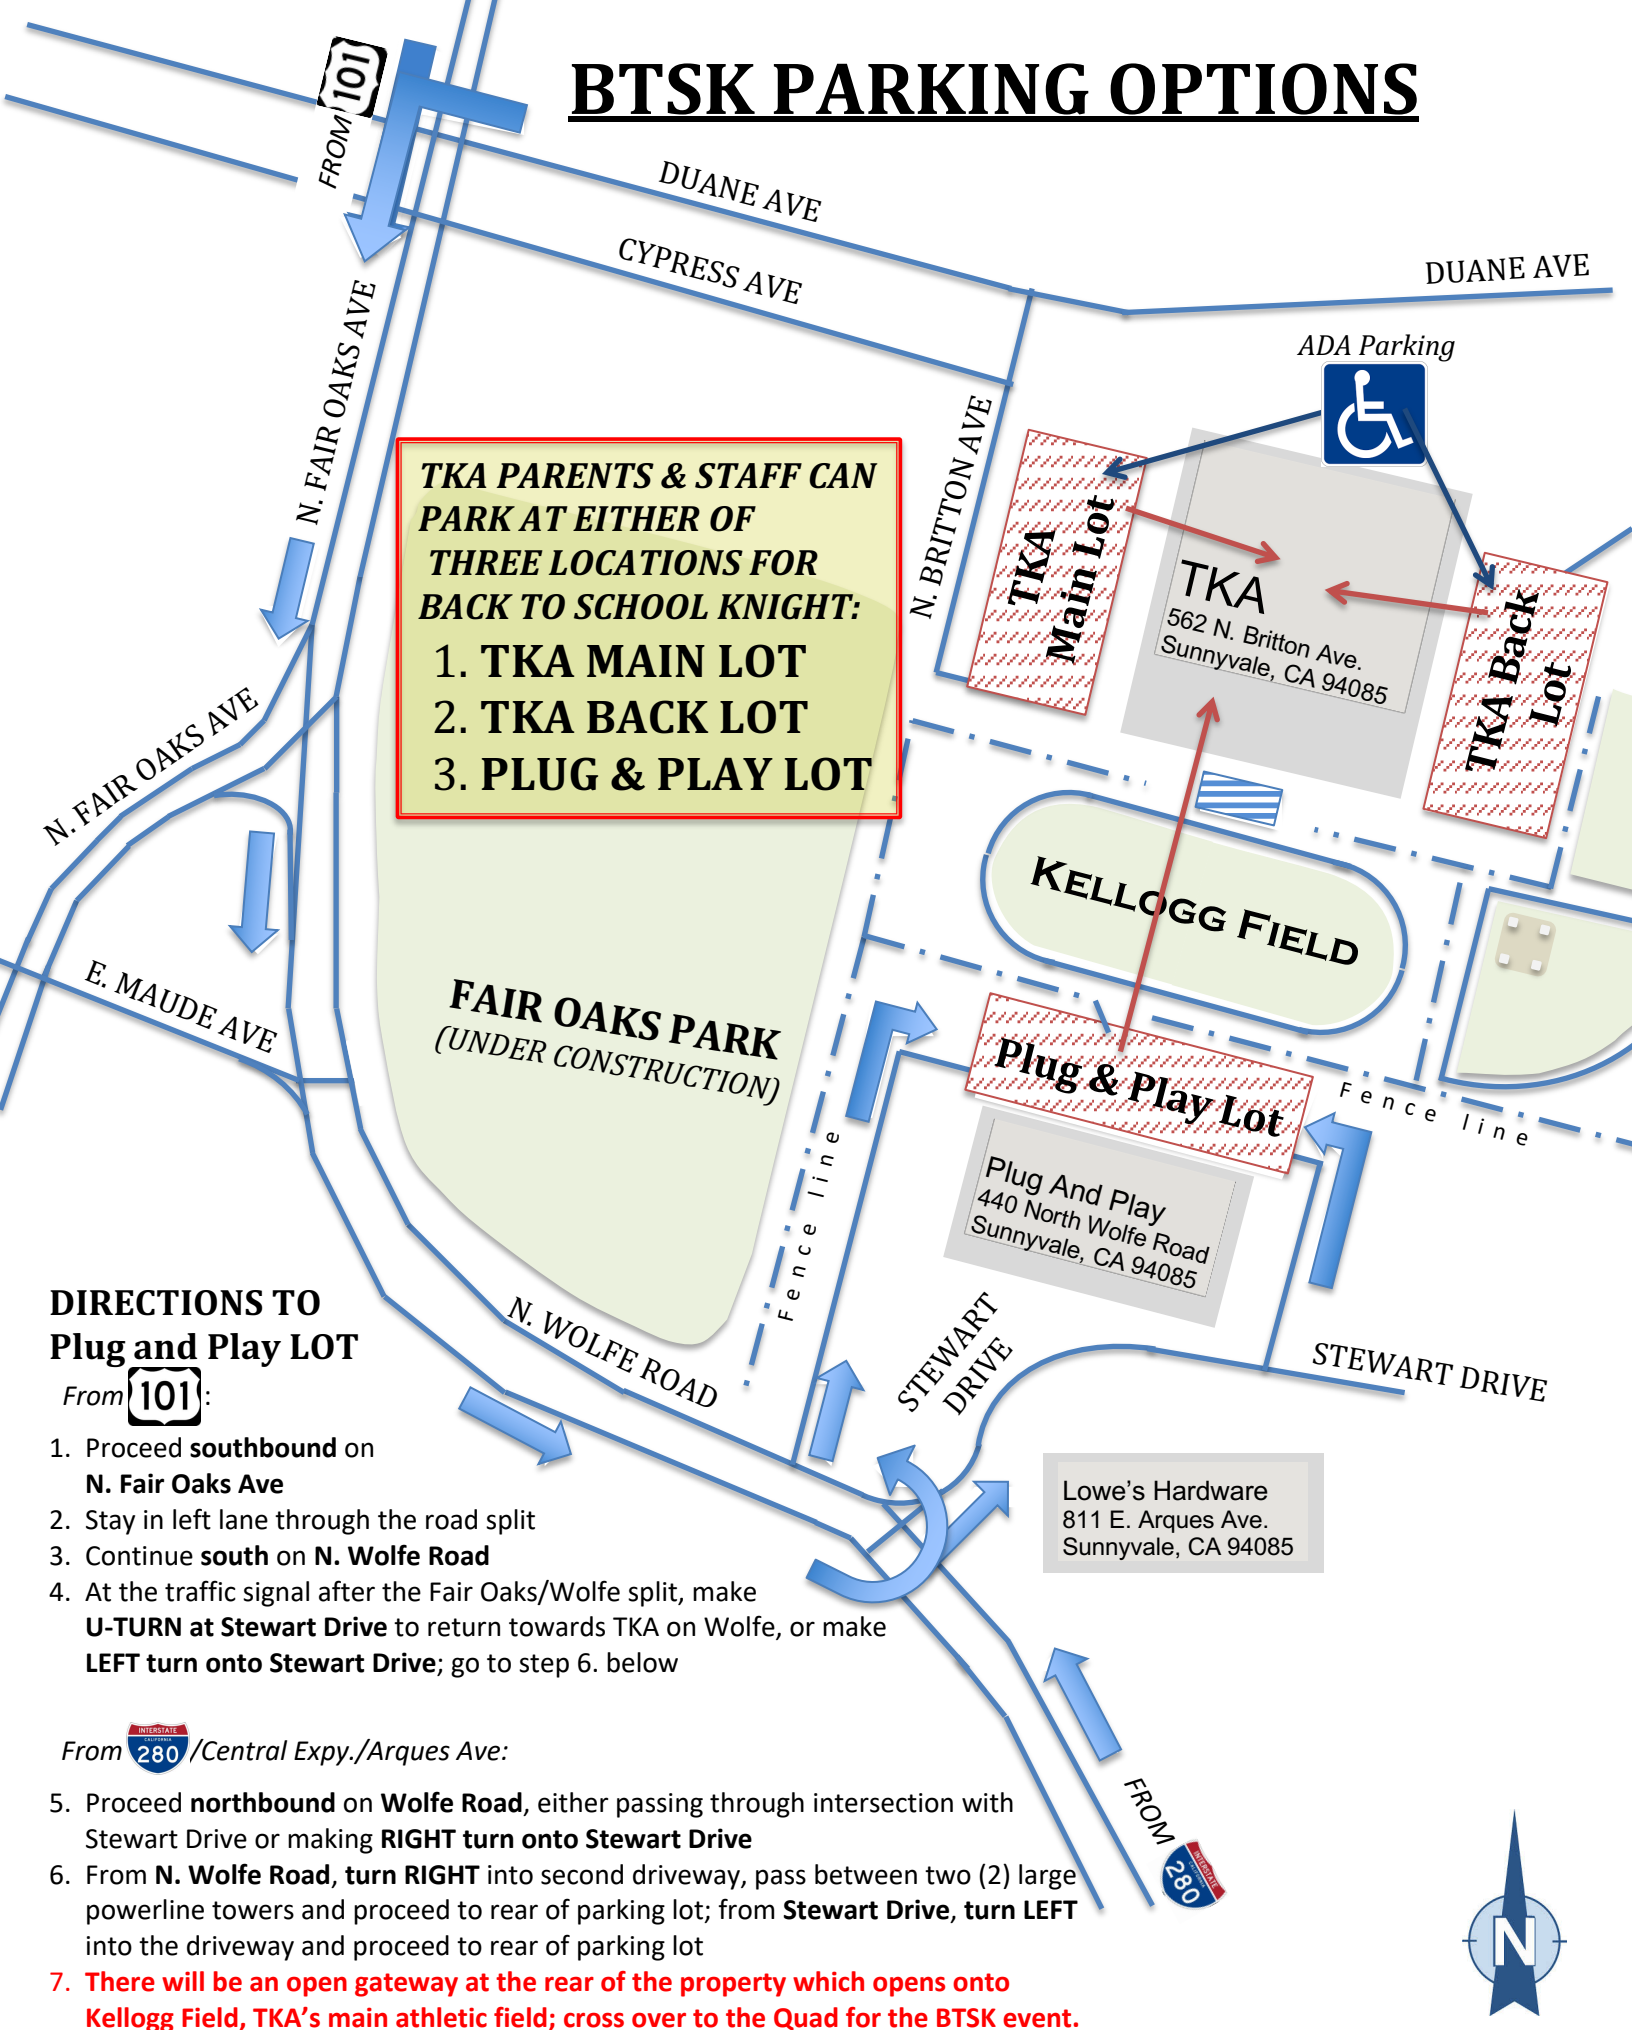 BTSK PARKING OPTIONS
101
FROM
DUANE AVE
CYPRESS AVE
DUANE AVE
N. FAIR OAKS AVE
ADA Parking
N. BRITTON AVE
TKA PARENTS & STAFF CAN
PARK AT EITHER OF
THREE LOCATIONS FOR
BACK TO SCHOOL KNIGHT:
1. TKA MAIN LOT
2. TKA BACK LOT
3. PLUG & PLAY LOT
TKA
Main Lot
TKA
562 N. Britton Ave.
Sunnyvale, CA 94085
TKA Back
Lot
N. FAIR OAKS AVE
KELLOGG FIELD
E. MAUDE AVE
FAIR OAKS PARK
(UNDER CONSTRUCTION)
Plug & Play Lot
Fence line
Fence line
Plug And Play
440 North Wolfe Road
Sunnyvale, CA 94085
N. WOLFE ROAD
STEWART
DRIVE
STEWART DRIVE
Lowe's Hardware
811 E. Arques Ave.
Sunnyvale, CA 94085
DIRECTIONS TO
Plug and Play LOT
From 101 :
1. Proceed southbound on
N. Fair Oaks Ave
2. Stay in left lane through the road split
3. Continue south on N. Wolfe Road
4. At the traffic signal after the Fair Oaks/Wolfe split, make
U-TURN at Stewart Drive to return towards TKA on Wolfe, or make
LEFT turn onto Stewart Drive; go to step 6. below
From INTERSTATE CALIFORNIA 280 /Central Expy./Arques Ave:
5. Proceed northbound on Wolfe Road, either passing through intersection with
Stewart Drive or making RIGHT turn onto Stewart Drive
6. From N. Wolfe Road, turn RIGHT into second driveway, pass between two (2) large
powerline towers and proceed to rear of parking lot; from Stewart Drive, turn LEFT
into the driveway and proceed to rear of parking lot
7. There will be an open gateway at the rear of the property which opens onto
Kellogg Field, TKA's main athletic field; cross over to the Quad for the BTSK event.
FROM
INTERSTATE
CALIFORNIA
280
N